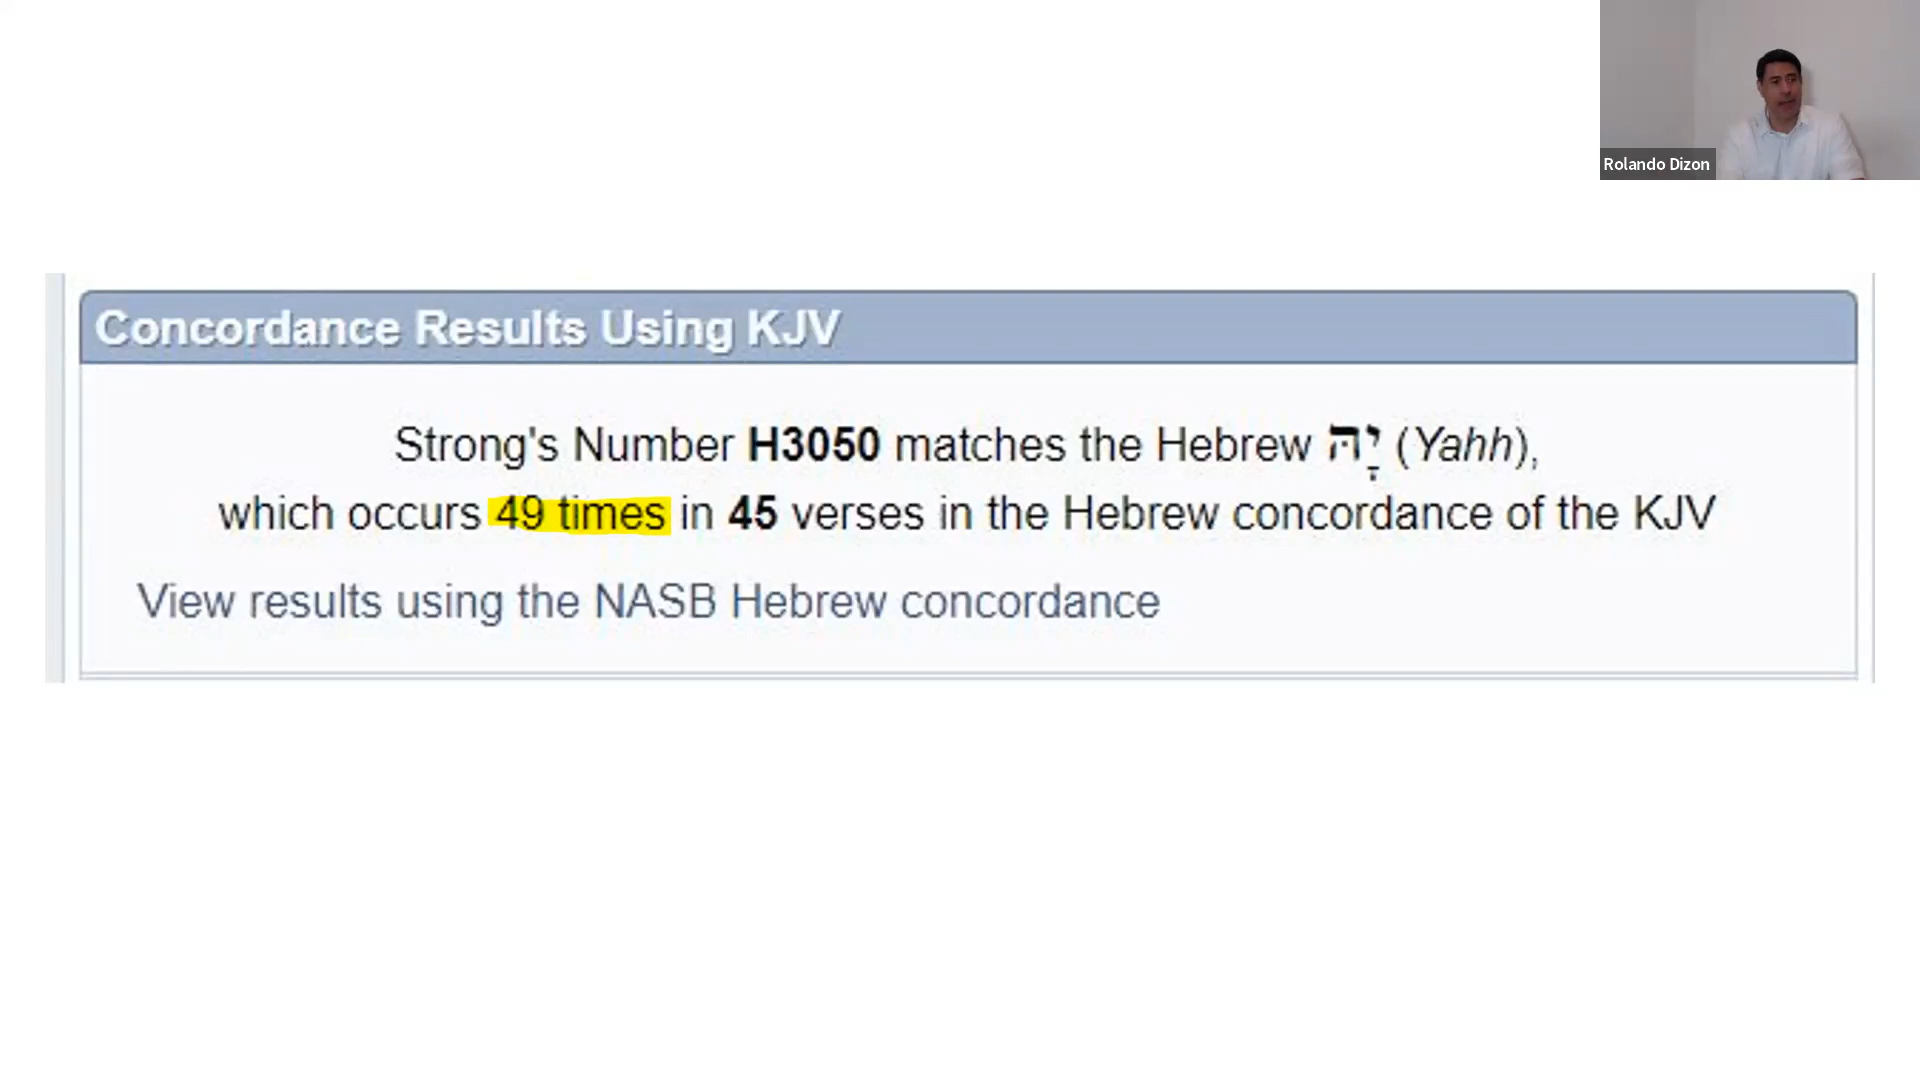 Rolando Dizon
Concordance Results Using KJV
Strong's Number H3050 matches the Hebrew יָהּ (Yahh),
which occurs 49 times in 45 verses in the Hebrew concordance of the KJV
View results using the NASB Hebrew concordance